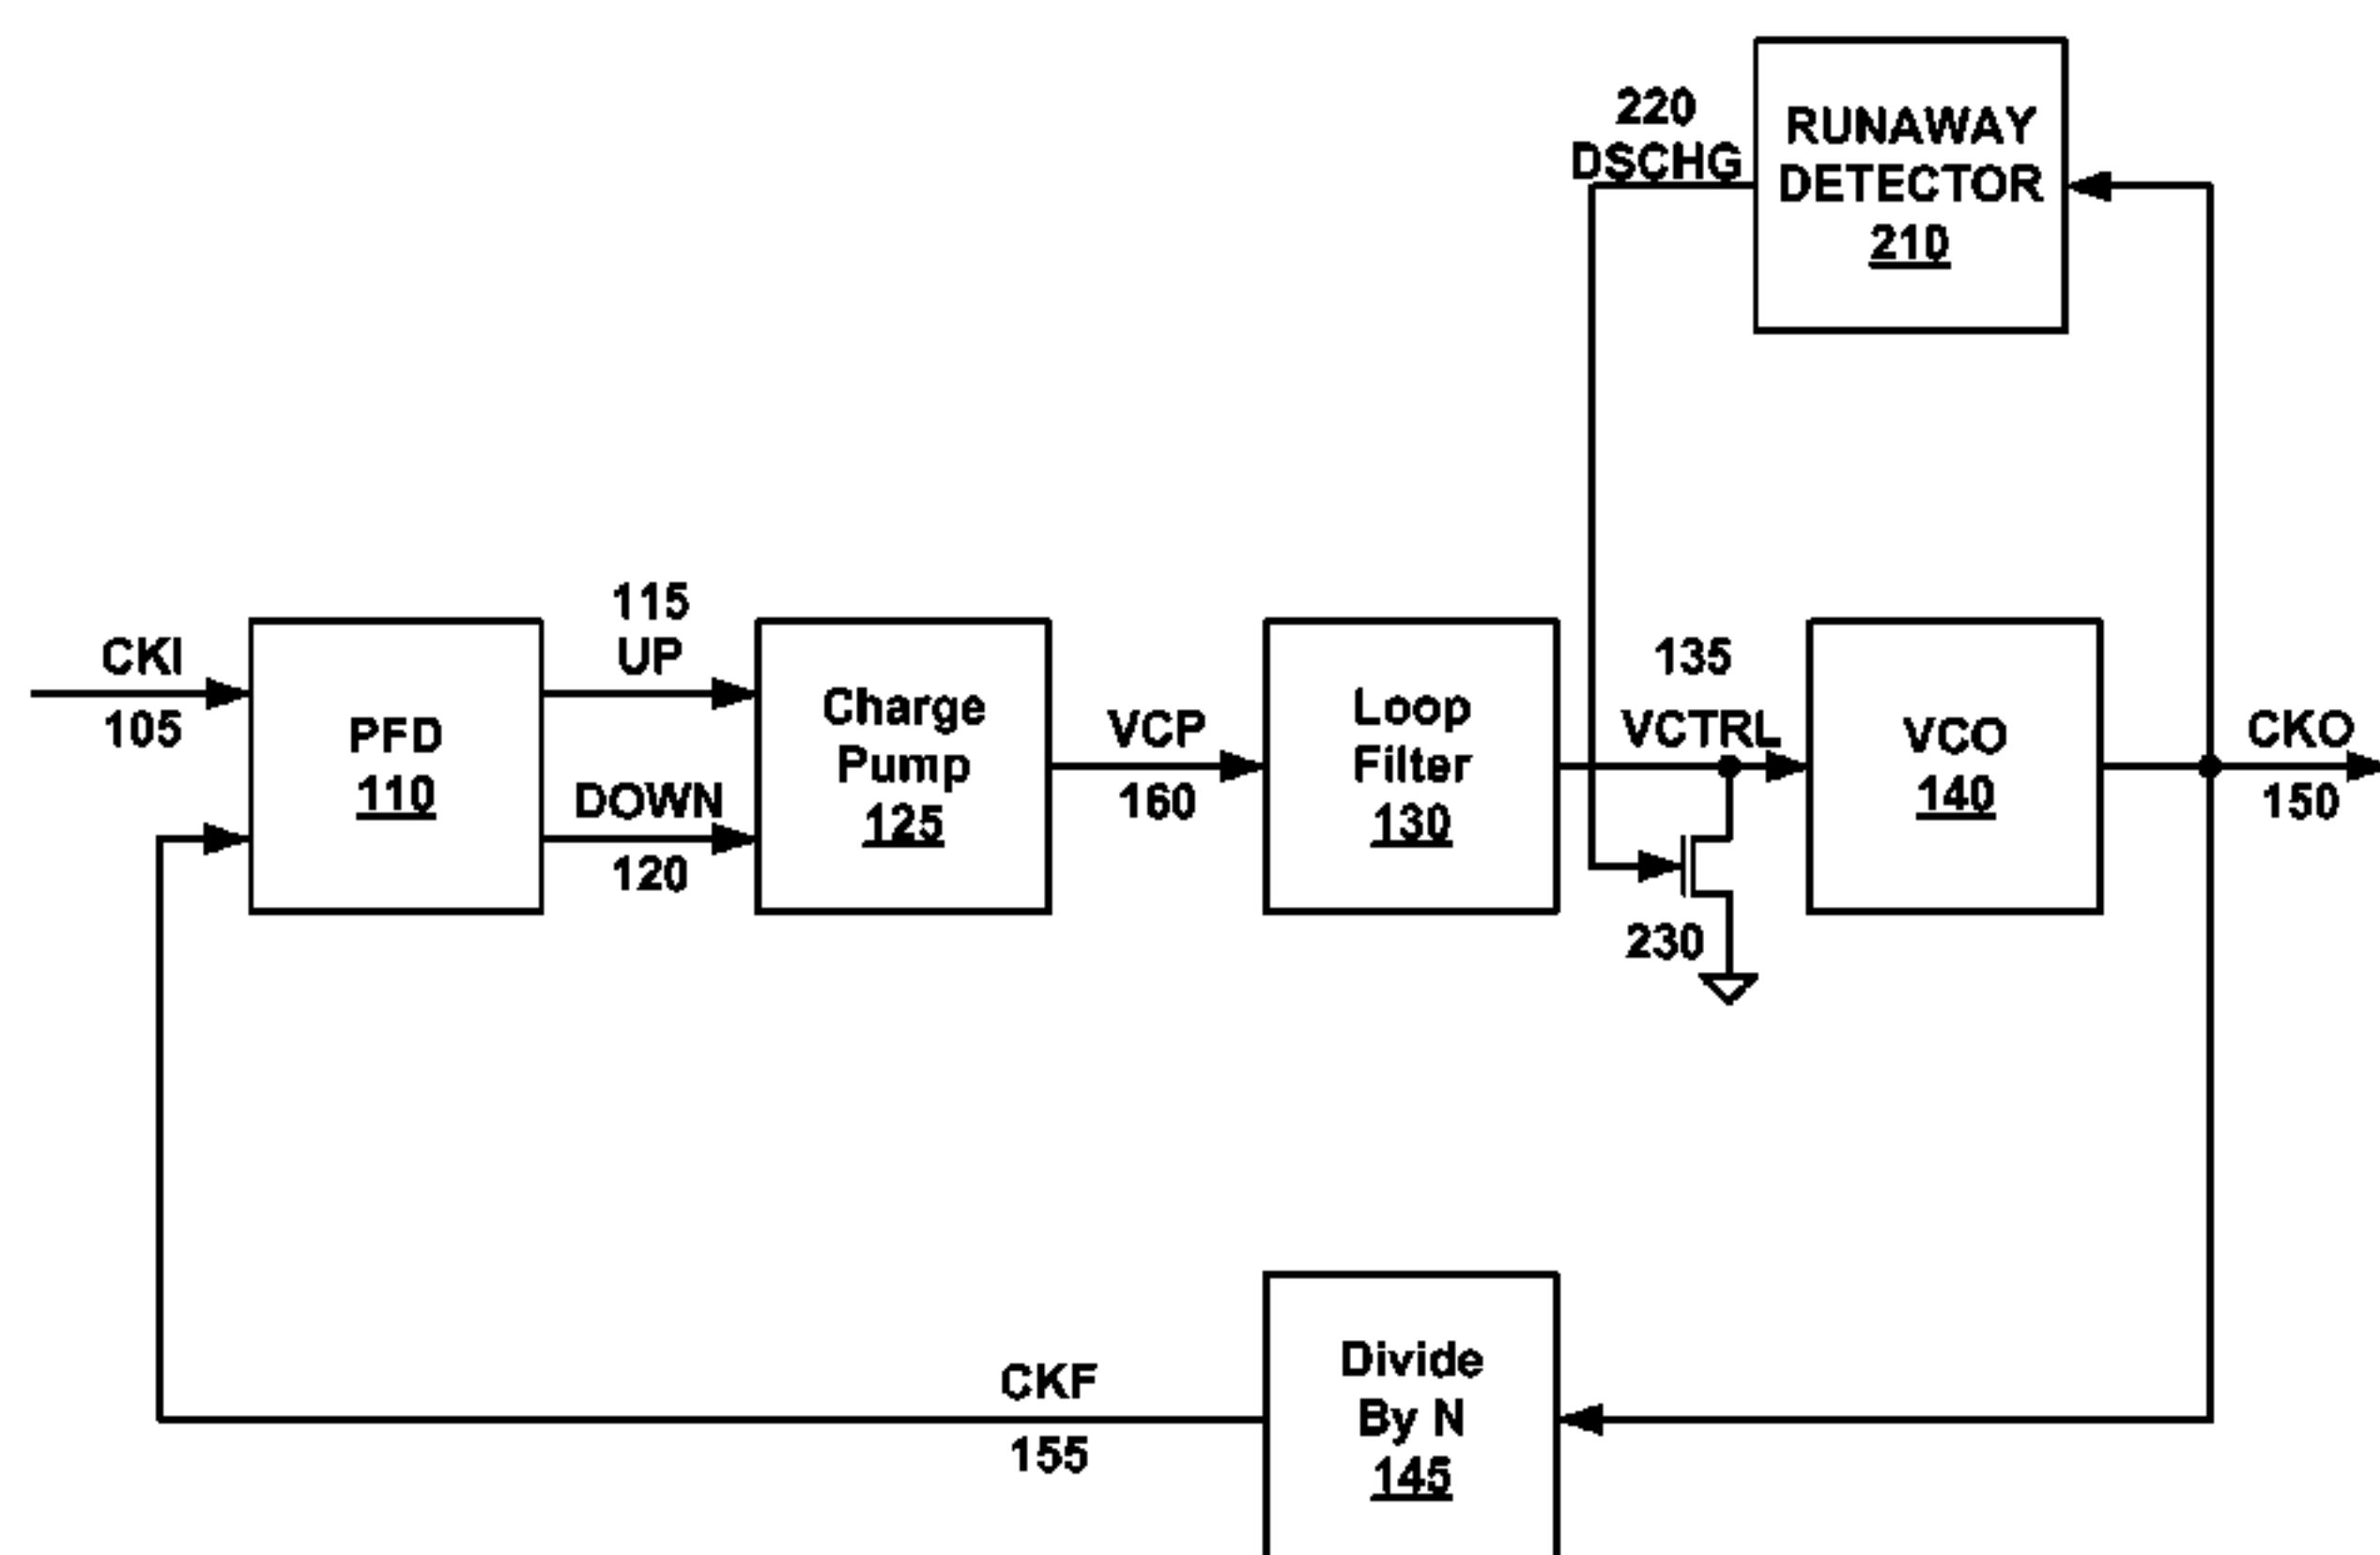 220
DSCHG
RUNAWAY
DETECTOR
210
CKI
105
PFD
110
115
UP
DOWN
120
Charge
Pump
125
VCP
160
Loop
Filter
130
135
VCTRL
230
VCO
140
CKO
150
CKF
155
Divide
By N
145